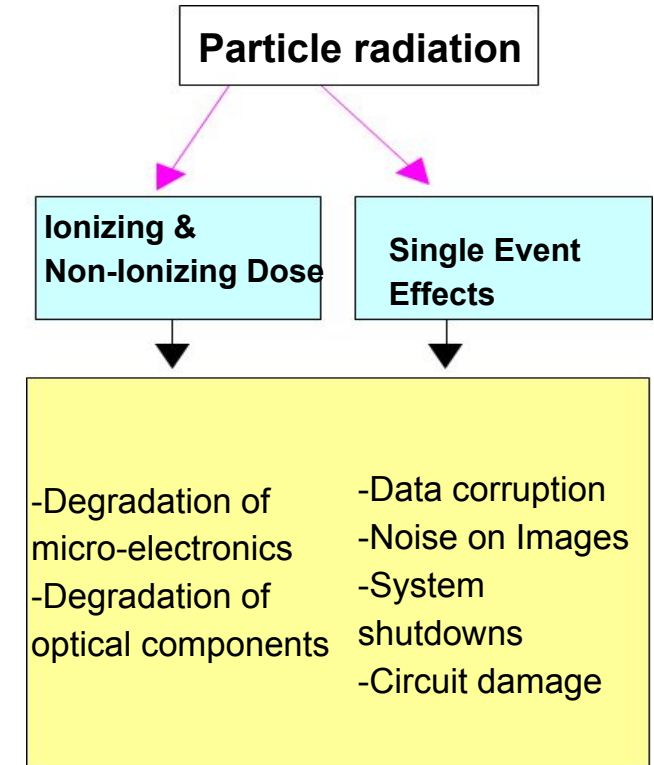 Particle radiation
Ionizing &
Non-Ionizing Dose
Single Event
Effects
-Degradation of
micro-electronics
-Degradation of
optical components
-Data corruption
-Noise on Images
-System
shutdowns
-Circuit damage